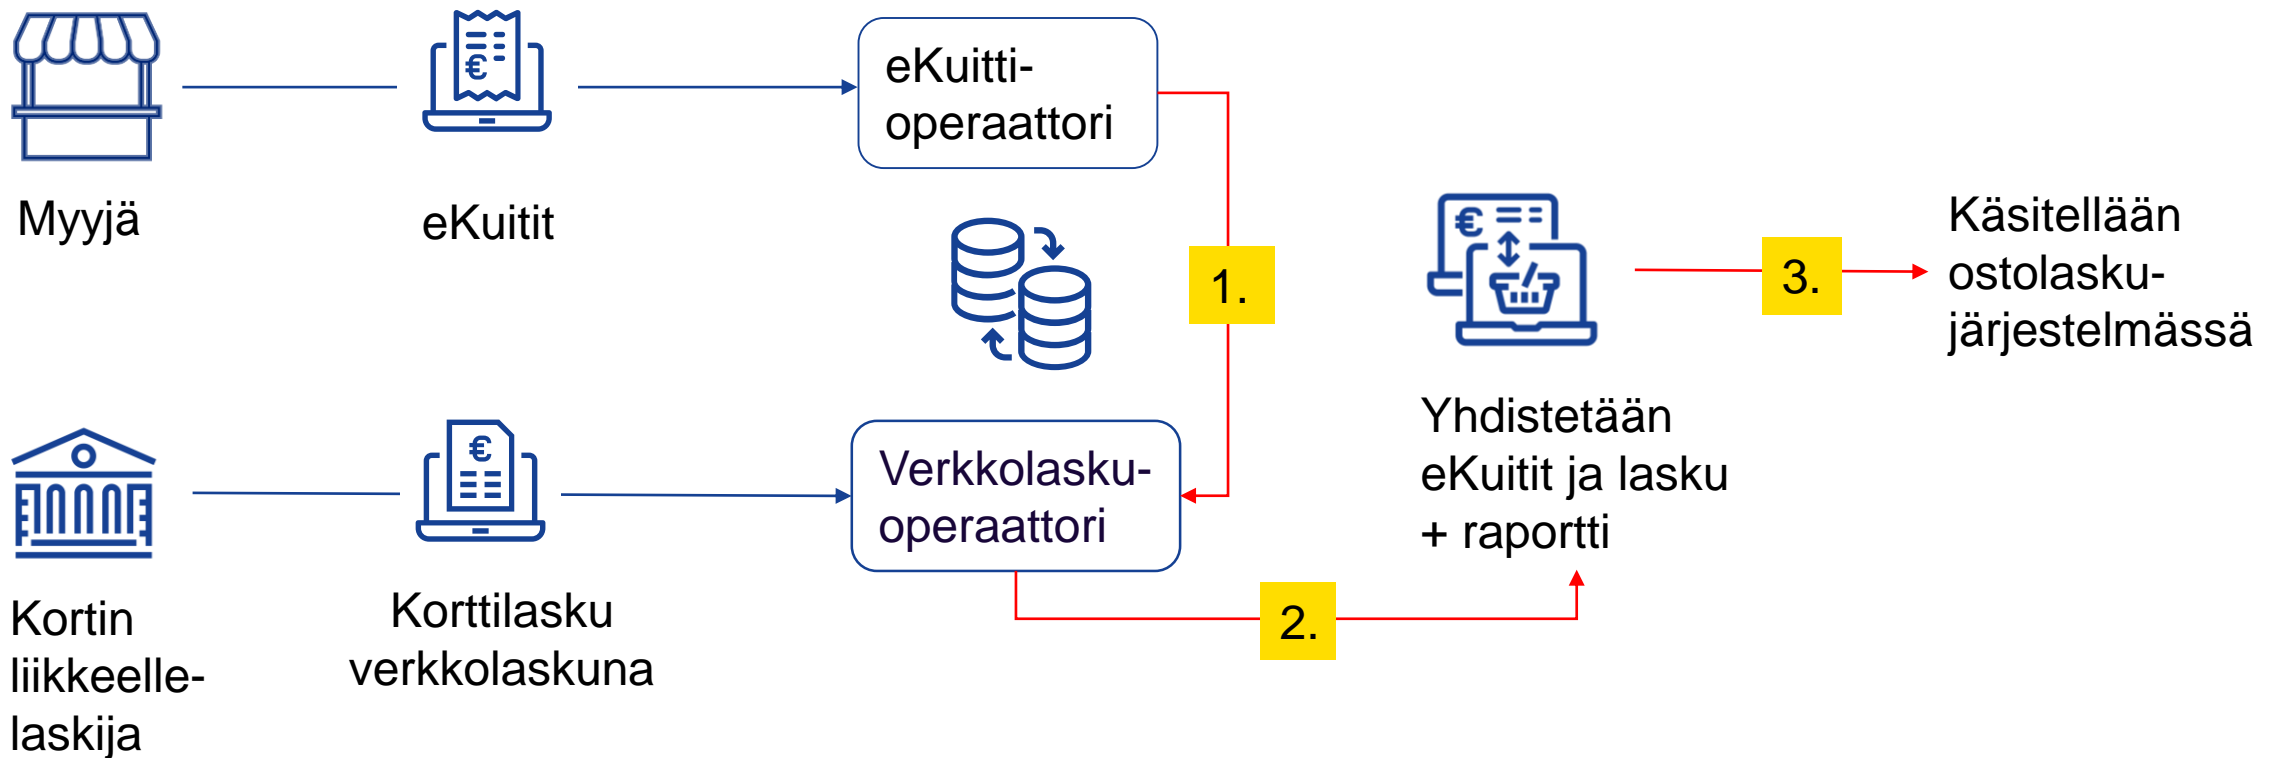 Myyjä
eKuitit
eKuitti-
operaattori
1.
Kortin
liikkeelle-
laskija
Korttilasku
verkkolaskuna
Verkkolasku-
operaattori
2.
€
€
€
Yhdistetään
eKuitit ja lasku
+ raportti
3.
Käsitellään
ostolasku-
järjestelmässä